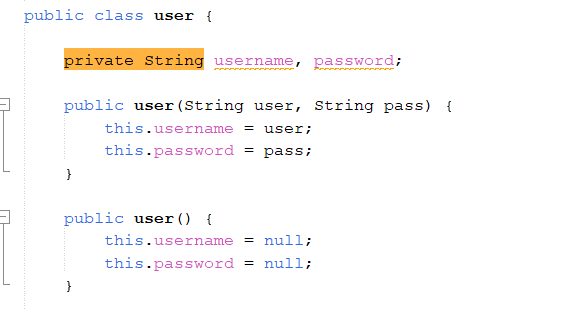 public class user {
private String username, password;
public user(String user, String pass) {
this.username = user;
this.password = pass;
}
public user() {
this.username = null;
this.password = null;
}